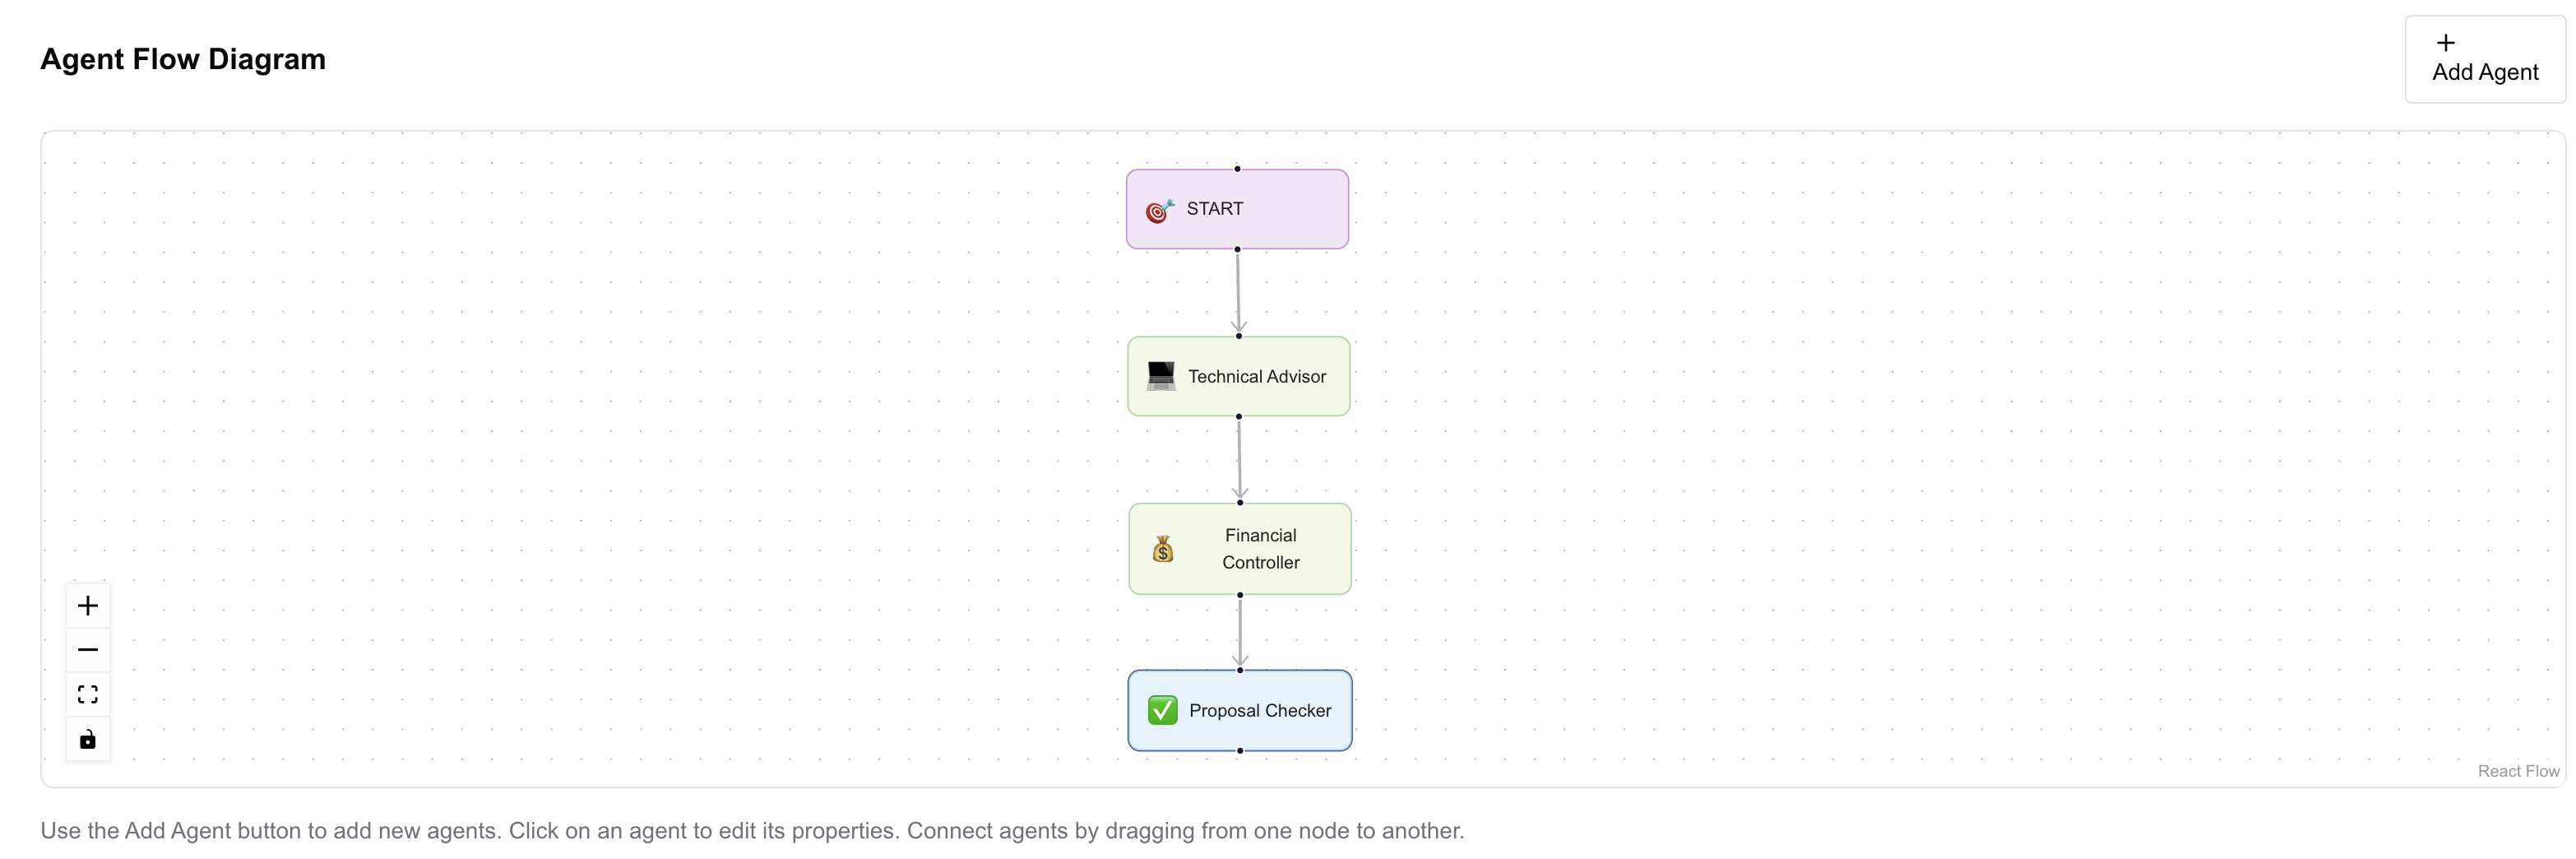 Agent Flow Diagram
+ Add Agent
START
Technical Advisor
Financial
Controller
Proposal Checker
React Flow
Use the Add Agent button to add new agents. Click on an agent to edit its properties. Connect agents by dragging from one node to another.